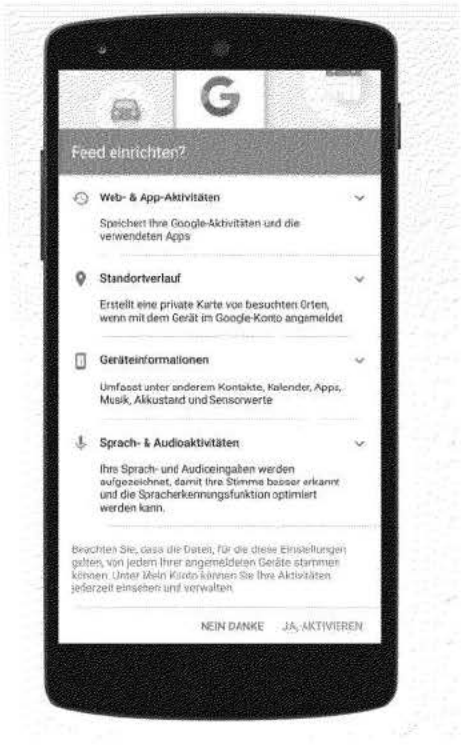 G
Feed einrichten?
Web- & App-Aktivitäten
Speichert Ihre Google-Aktivitäten und die
verwendeten Apps
Standortverlauf
Erstellt eine private Karte von besuchten Orten,
wenn mit dem Gerät im Google-Konto angemeldet
Geräteinformationen
Umfasst unter anderem Kontakte, Kalender, Apps,
Musik, Akkustand und Sensorwerte
Sprach- & Audioaktivitäten
Ihre Sprach- und Audioeingaben werden
aufgezeichnet, damit Ihre Stimme besser erkannt
und die Spracherkennungsfunktion optimiert
werden kann.
Beachten Sie, dass die Daten, für die diese Einstellungen
gelten, von jedem Ihrer angemeldeten Geräte stammen
können. Unter Mein Konto können Sie Ihre Aktivitäten
jederzeit einsehen und verwalten
NEIN DANKE JA, AKTIVIEREN